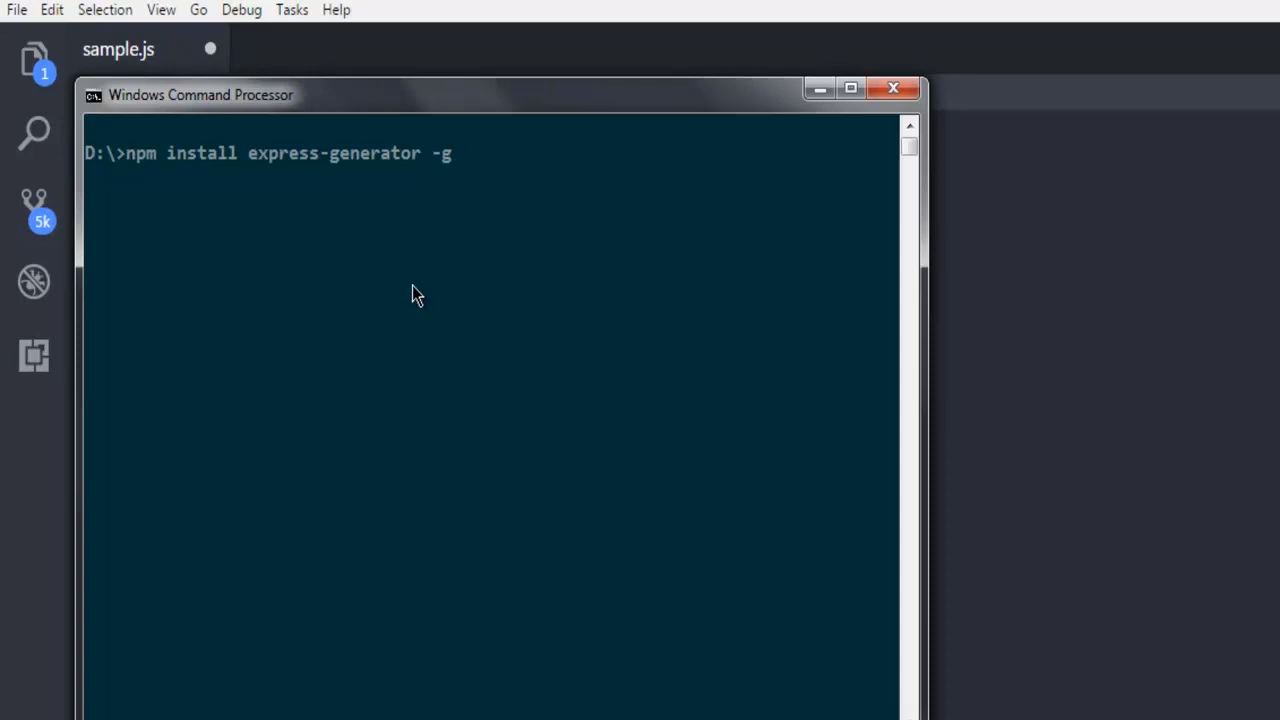 File Edit Selection View Go Debug Tasks Help
sample.js
1
Windows Command Processor
D:\>npm install express-generator -g
5k